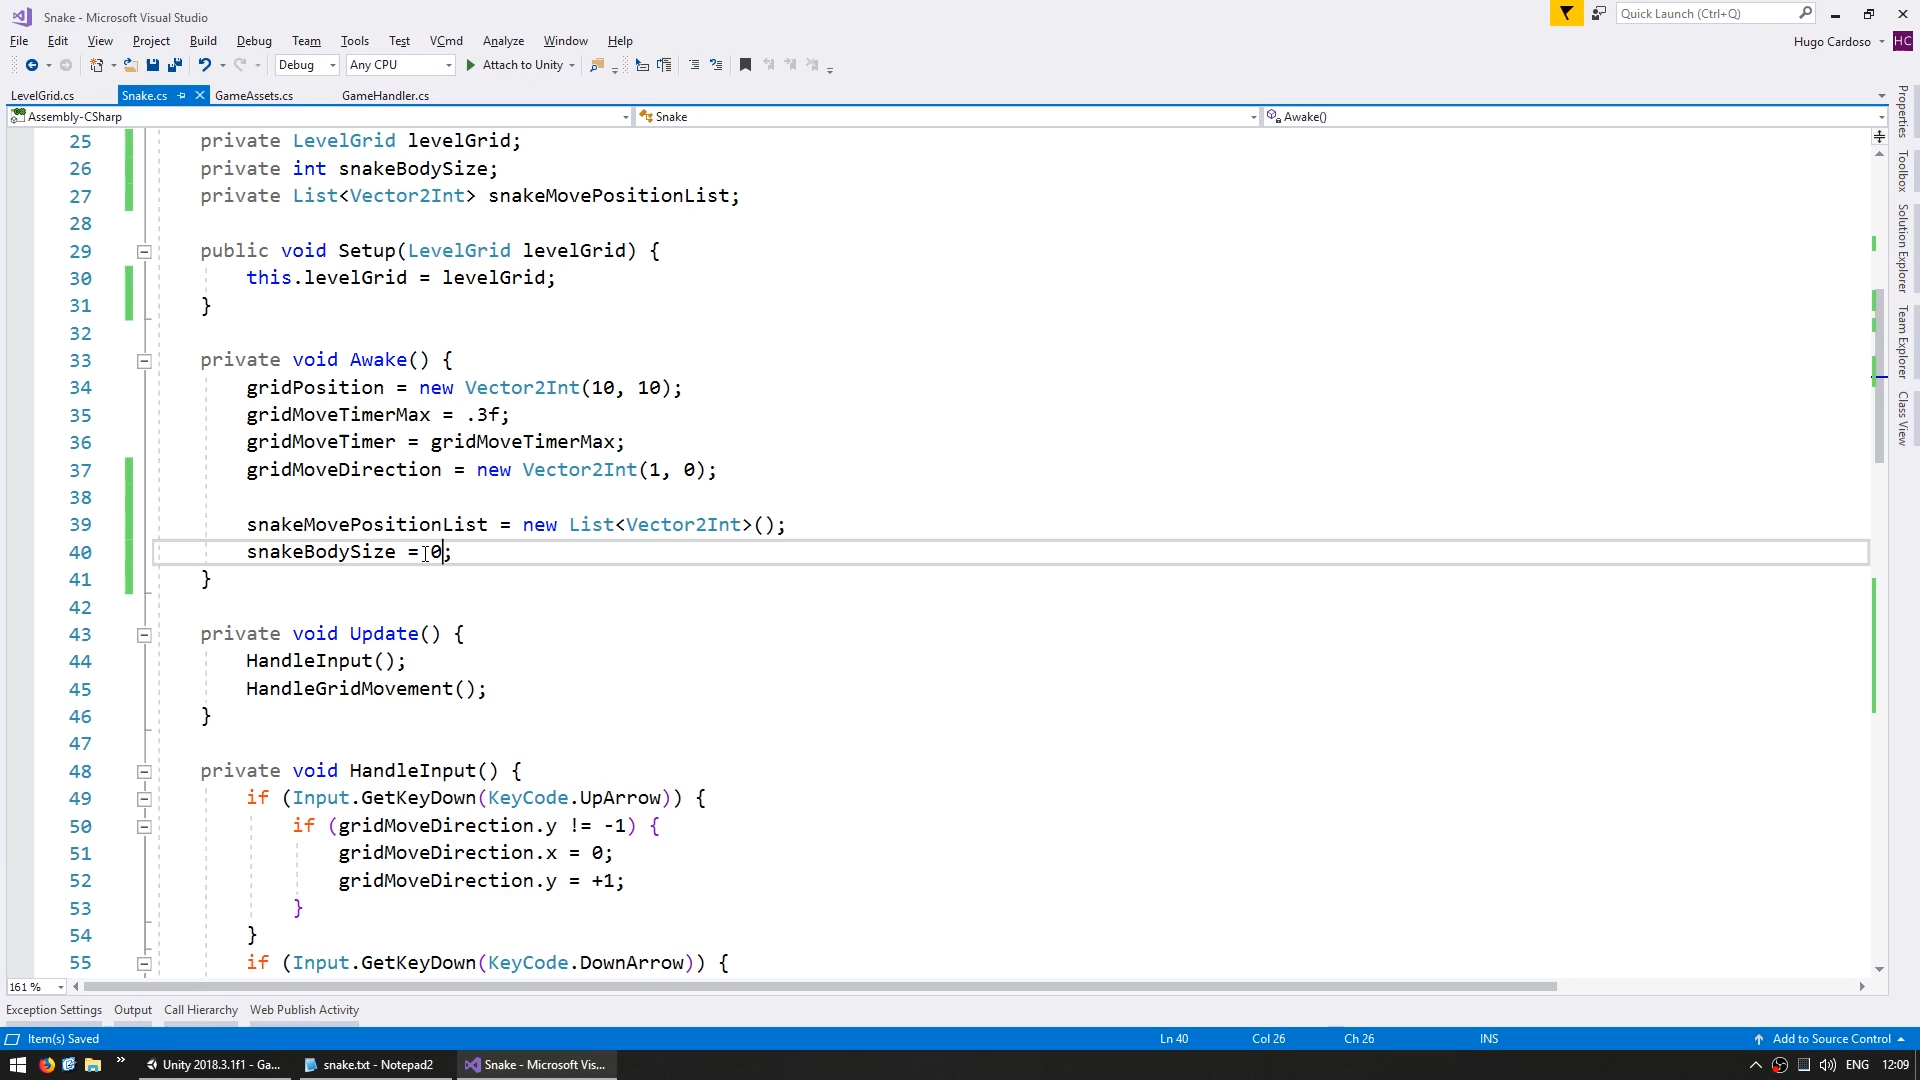 Snake - Microsoft Visual Studio
Quick Launch (Ctrl+Q)
File Edit View Project Build Debug Team Tools Test VCmd Analyze Window Help
Hugo Cardoso HC
Debug Any CPU Attach to Unity
LevelGrid.cs Snake.cs GameAssets.cs GameHandler.cs
Assembly-CSharp Snake Awake()
25 private LevelGrid levelGrid;
26 private int snakeBodySize;
27 private List<Vector2Int> snakeMovePositionList;
28
29 public void Setup(LevelGrid levelGrid) {
30 this.levelGrid = levelGrid;
31 }
32
33 private void Awake() {
34 gridPosition = new Vector2Int(10, 10);
35 gridMoveTimerMax = .3f;
36 gridMoveTimer = gridMoveTimerMax;
37 gridMoveDirection = new Vector2Int(1, 0);
38
39 snakeMovePositionList = new List<Vector2Int>();
40 snakeBodySize = 0;
41 }
42
43 private void Update() {
44 HandleInput();
45 HandleGridMovement();
46 }
47
48 private void HandleInput() {
49 if (Input.GetKeyDown(KeyCode.UpArrow)) {
50 if (gridMoveDirection.y != -1) {
51 gridMoveDirection.x = 0;
52 gridMoveDirection.y = +1;
53 }
54 }
55 if (Input.GetKeyDown(KeyCode.DownArrow)) {
Properties
Toolbox
Solution Explorer
Team Explorer
Class View
161 %
Exception Settings Output Call Hierarchy Web Publish Activity
Item(s) Saved Ln 40 Col 26 Ch 26 INS Add to Source Control
Unity 2018.3.1f1 - Ga... snake.txt - Notepad2 Snake - Microsoft Vis... ENG 12:09